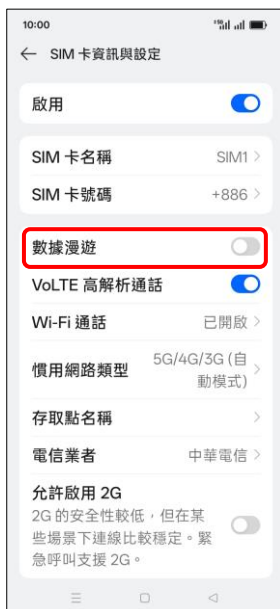 10:00
SIM 卡資訊與設定
啟用
SIM 卡名稱 SIM1
SIM 卡號碼 +886
數據漫遊
VoLTE 高解析通話
Wi-Fi 通話 已開啟
慣用網路類型 5G/4G/3G (自
動模式)
存取點名稱
電信業者 中華電信
允許啟用 2G
2G 的安全性較低，但在某
些場景下連線比較穩定。緊
急呼叫支援 2G。